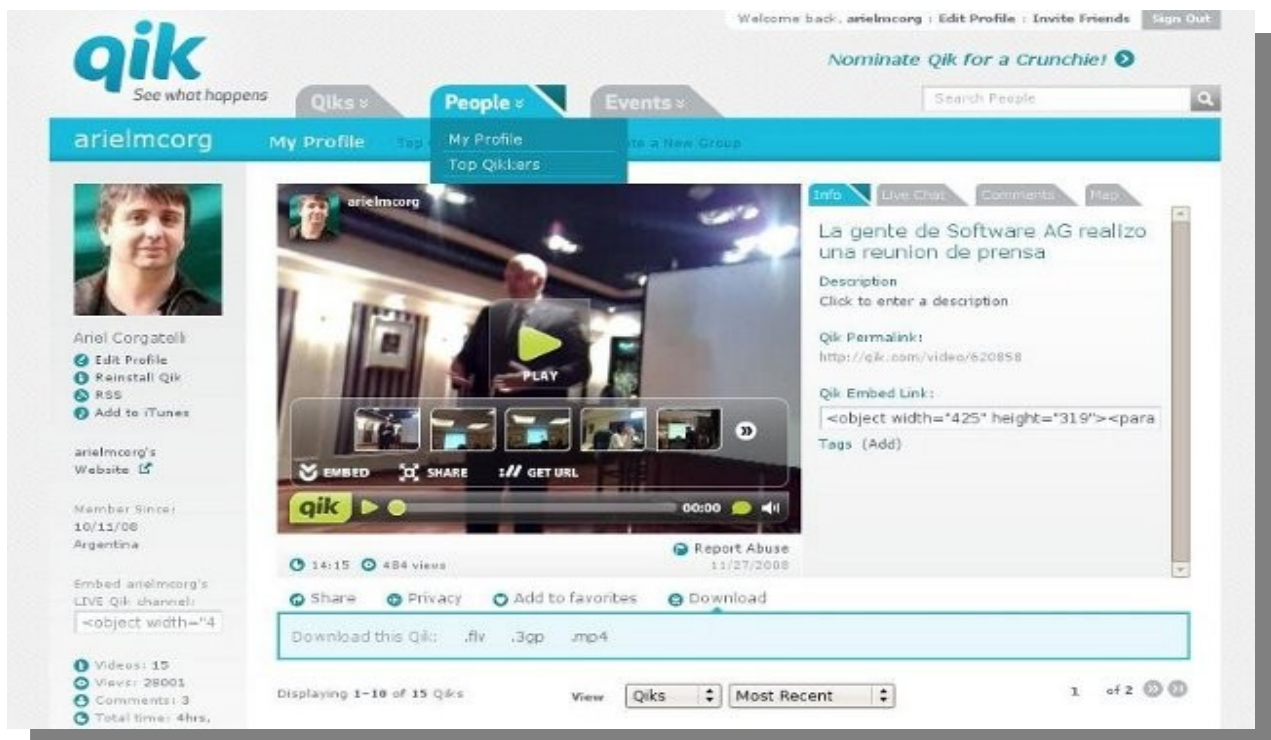 Welcome back, arielmcorg : Edit Profile : Invite Friends Sign Out
qik
See what happens
Nominate Qik for a Crunchie!
Qiks People Events
Search People
arielmcorg My Profile Top a New Group
My Profile
Top Qikkers
arielmcorg
Info Live Chat Comments Map
La gente de Software AG realizo
una reunion de prensa
Description
Click to enter a description
Qik Permalink:
http://qik.com/video/620858
Qik Embed Link:
<object width="425" height="319"><para
Tags (Add)
PLAY
EMBED SHARE :// GET URL
qik 00:00
14:15 484 views
Report Abuse
11/27/2008
Share Privacy Add to favorites Download
Download this Qik: .flv .3gp .mp4
Displaying 1-10 of 15 Qiks View Qiks Most Recent 1 of 2
Ariel Corgatelli
Edit Profile
Reinstall Qik
RSS
Add to iTunes
arielmcorg's
Website
Member Since:
10/11/08
Argentina
Embed arielmcorg's
LIVE Qik channel:
<object width="4
Videos: 15
Views: 28001
Comments: 3
Total time: 4hrs,